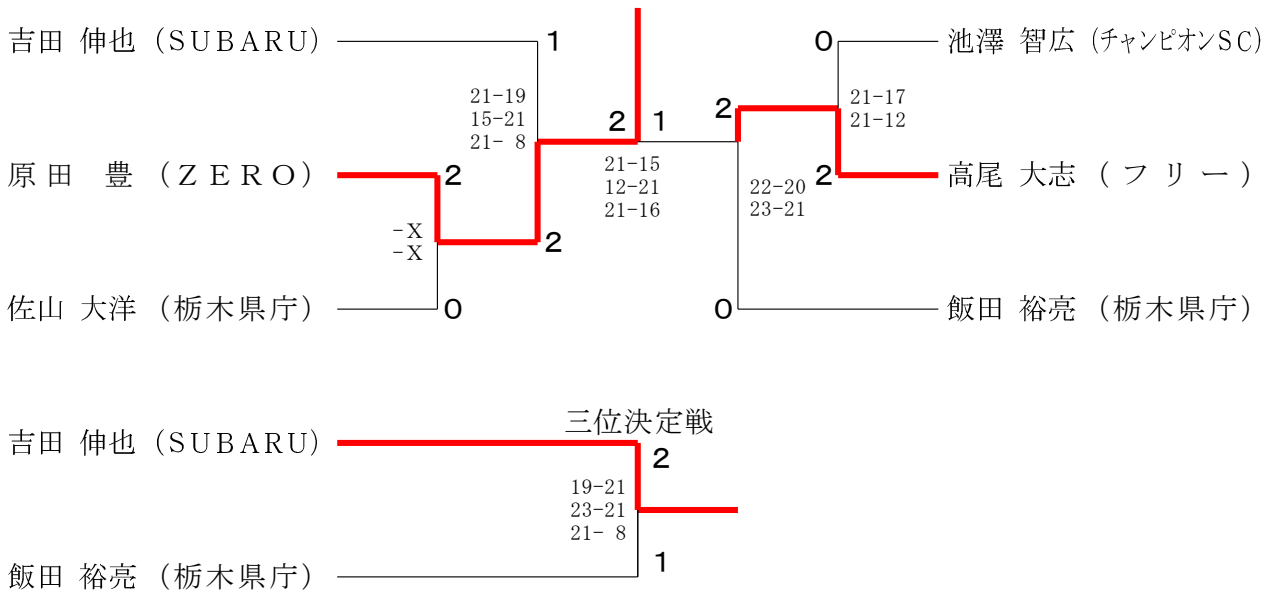 吉田 伸也 (SUBARU)
1
21-19
15-21
21- 8
原田 豊 (ZERO)
2
-X
-X
2
佐山 大洋 (栃木県庁)
0
2
1
21-15
12-21
21-16
0
池澤 智広 (チャンピオンSC)
2
21-17
21-12
2
高尾 大志 (フリー)
22-20
23-21
0
飯田 裕亮 (栃木県庁)
三位決定戦
吉田 伸也 (SUBARU)
2
19-21
23-21
21- 8
1
飯田 裕亮 (栃木県庁)